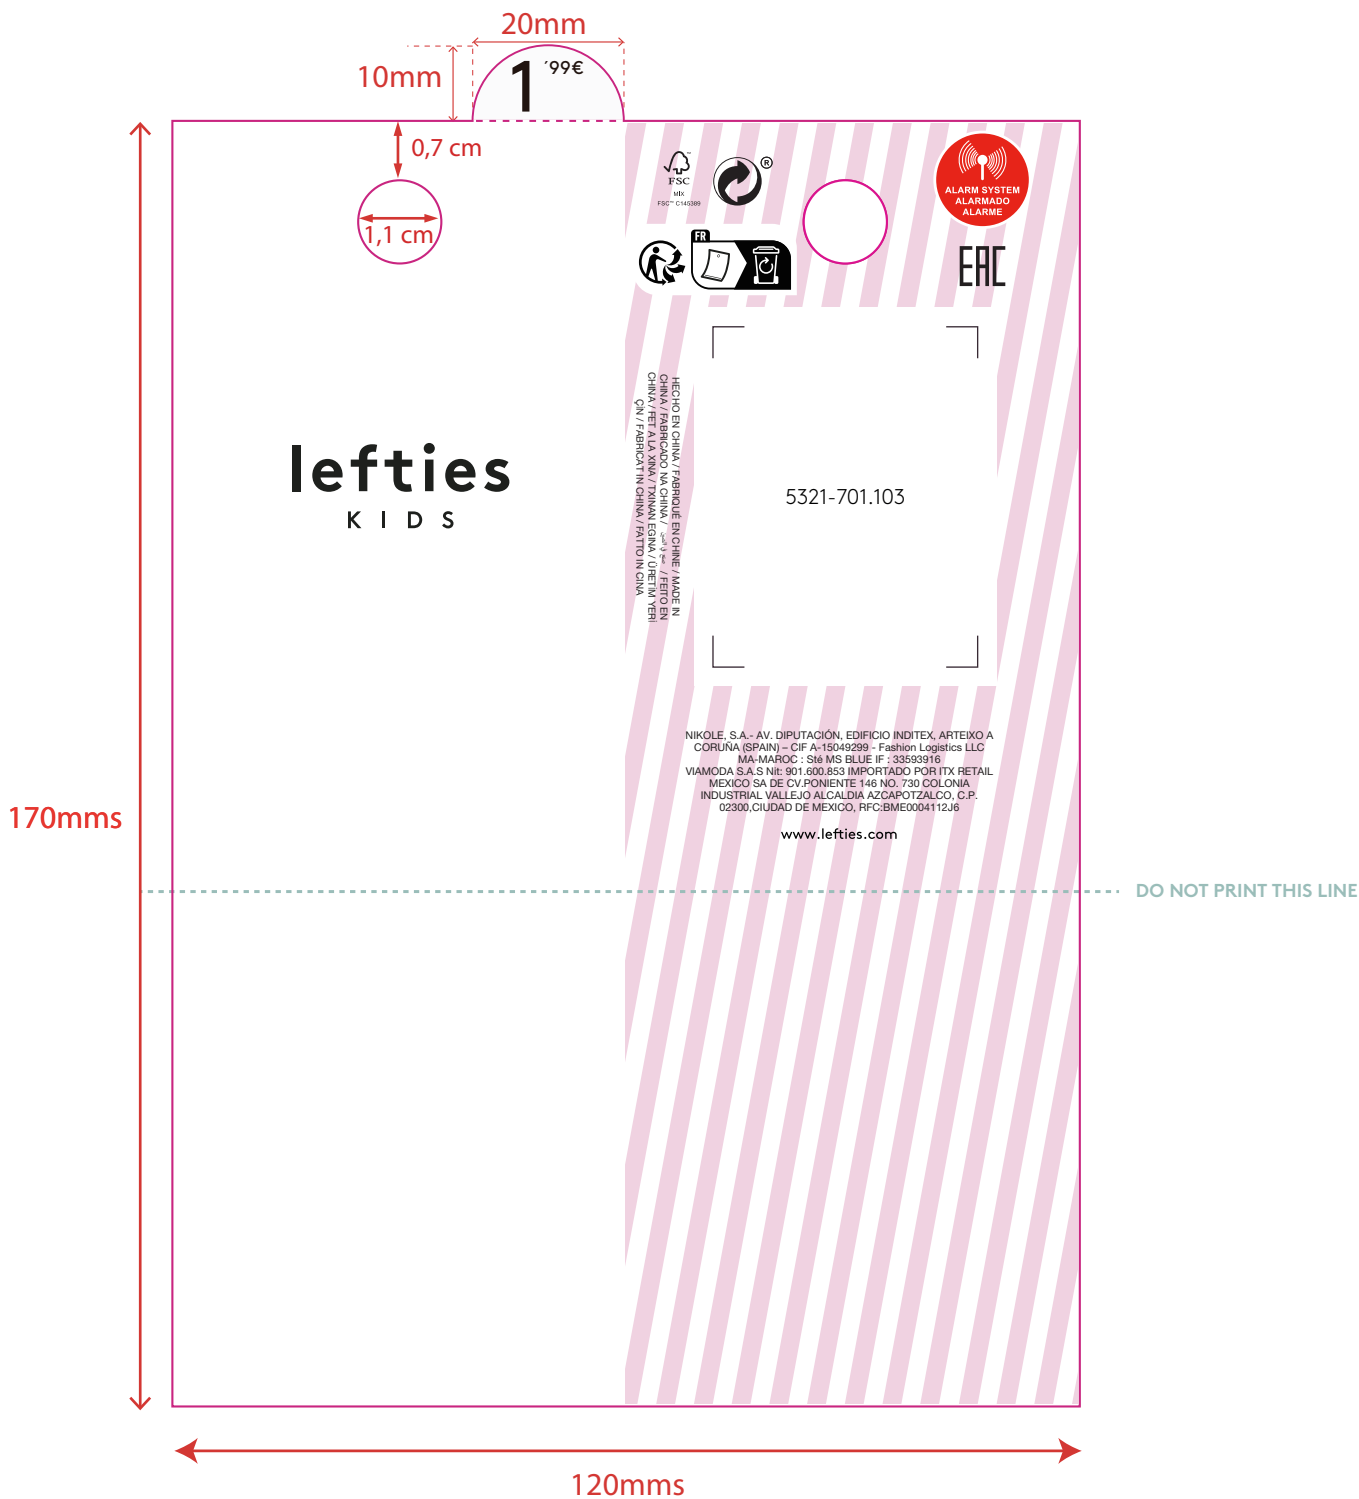 20mm
10mm
1 ´99€
0,7 cm
1,1 cm
FSC
MIX
FSC™ C145389
®
FR
ALARM SYSTEM
ALARMADO
ALARME
EAC
lefties
KIDS
HECHO EN CHINA / FABRIQUÉ EN CHINE / MADE IN
CHINA / FABRICADO NA CHINA / صنع في الصين / FEITO EN
CHINA / FET A LA XINA / TXINAN EGINA / ÜRETİM YERİ
ÇİN / FABRICAT IN CHINA / FATTO IN CINA
5321-701.103
NIKOLE, S.A.- AV. DIPUTACIÓN, EDIFICIO INDITEX, ARTEIXO A
CORUÑA (SPAIN) – CIF A-15049299 - Fashion Logistics LLC
MA-MAROC : Sté MS BLUE IF : 33593916
VIAMODA S.A.S Nit: 901.600.853 IMPORTADO POR ITX RETAIL
MEXICO SA DE CV.PONIENTE 146 NO. 730 COLONIA
INDUSTRIAL VALLEJO ALCALDIA AZCAPOTZALCO, C.P.
02300,CIUDAD DE MEXICO, RFC:BME0004112J6
www.lefties.com
170mms
DO NOT PRINT THIS LINE
120mms